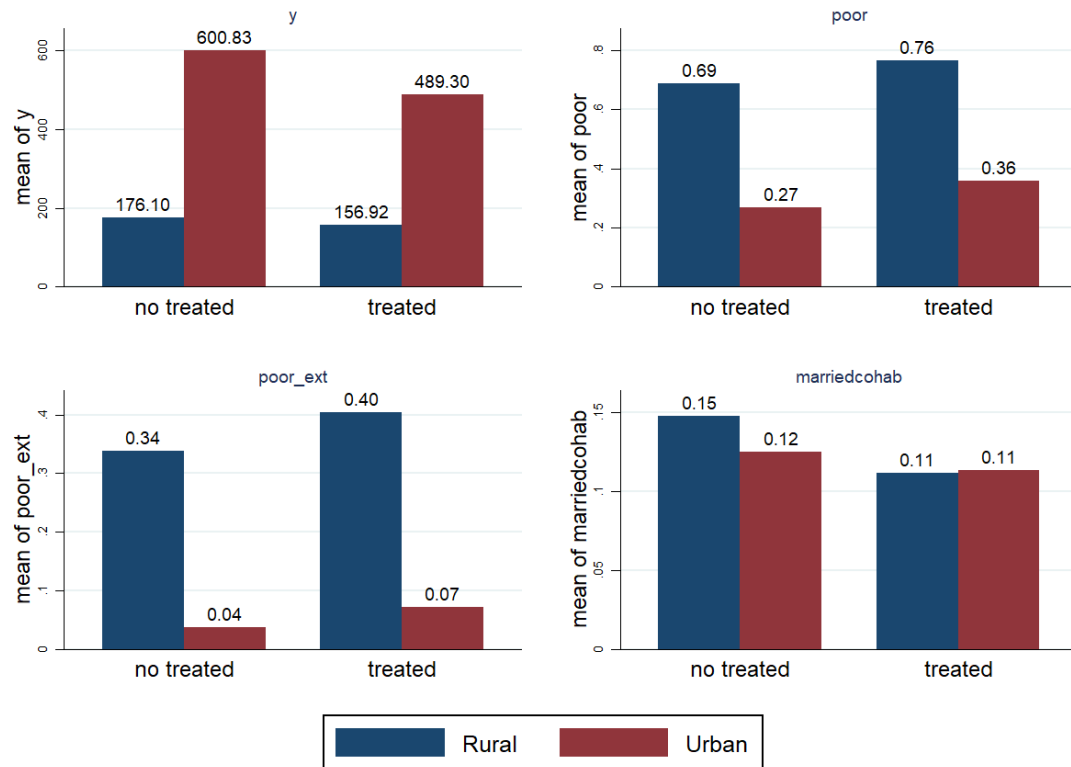 y
mean of y
600
400
200
0
600.83
489.30
176.10
156.92
no treated
treated
poor
mean of poor
.8
.6
.4
.2
0
0.69
0.76
0.27
0.36
no treated
treated
poor_ext
mean of poor_ext
.4
.3
.2
.1
0
0.34
0.40
0.04
0.07
no treated
treated
marriedcohab
mean of marriedcohab
.15
.1
.05
0
0.15
0.12
0.11
0.11
no treated
treated
Rural
Urban